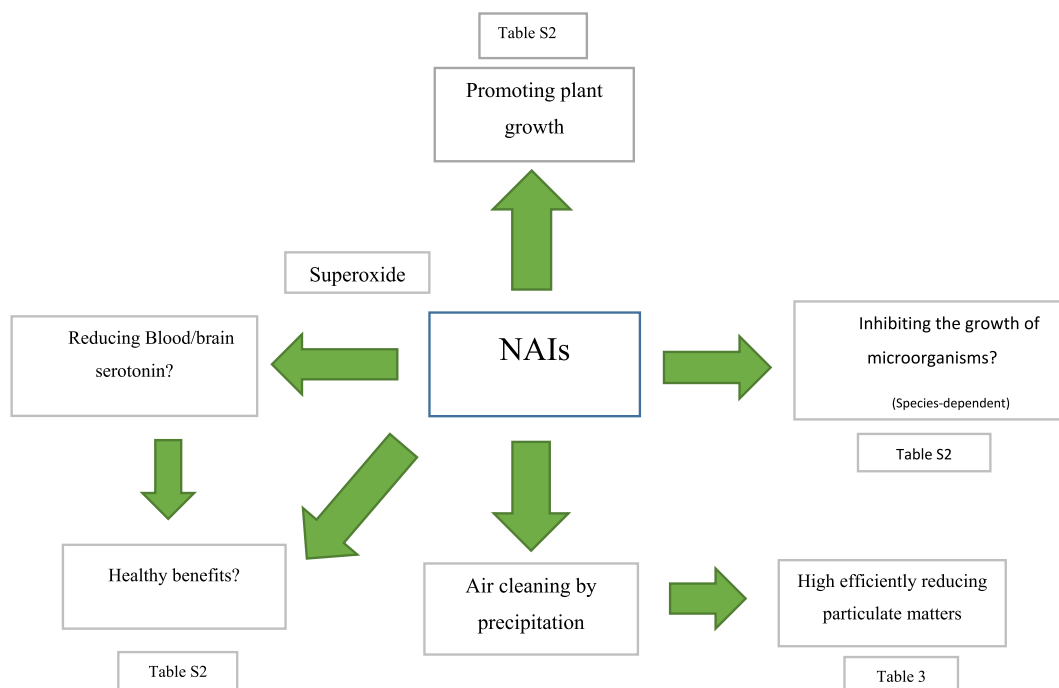 Table S2
Promoting plant
growth
Superoxide
NAIs
Reducing Blood/brain
serotonin?
Inhibiting the growth of
microorganisms?
(Species-dependent)
Table S2
Healthy benefits?
Table S2
Air cleaning by
precipitation
High efficiently reducing
particulate matters
Table 3